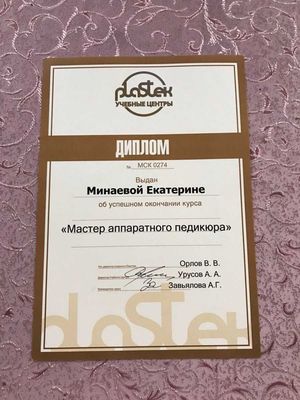 plastek
УЧЕБНЫЕ ЦЕНТРЫ
ДИПЛОМ
№ МСК 0274
Выдан
Минаевой Екатерине
об успешном окончании курса
«Мастер аппаратного педикюра»
Орлов В. В.
Урусов А. А.
Завьялова А.Г.
plastek